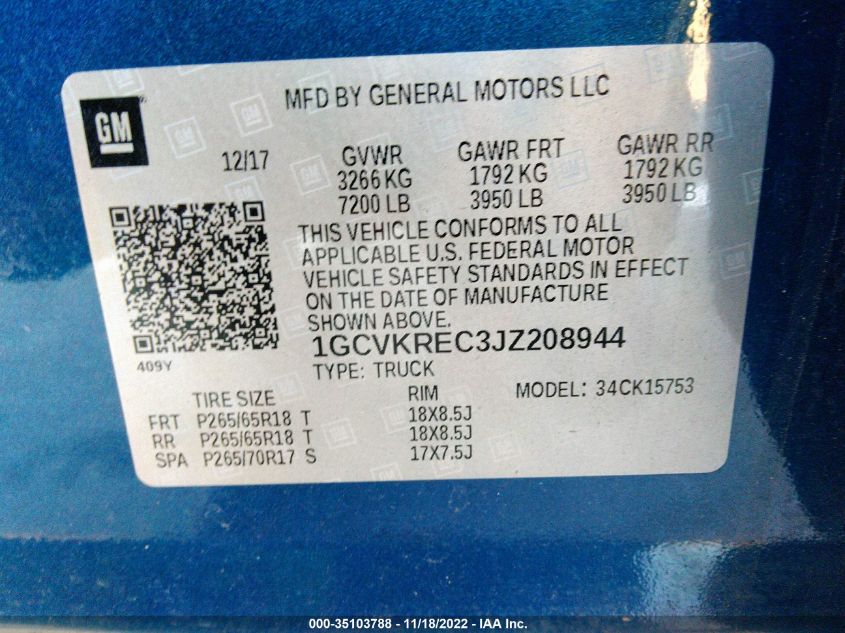 GM
MFD BY GENERAL MOTORS LLC
12/17 GVWR GAWR FRT GAWR RR
3266 KG 1792 KG 1792 KG
7200 LB 3950 LB 3950 LB
THIS VEHICLE CONFORMS TO ALL
APPLICABLE U.S. FEDERAL MOTOR
VEHICLE SAFETY STANDARDS IN EFFECT
ON THE DATE OF MANUFACTURE
SHOWN ABOVE.
1GCVKREC3JZ208944
409Y
TYPE: TRUCK
MODEL: 34CK15753
TIRE SIZE RIM
FRT P265/65R18 T 18X8.5J
RR P265/65R18 T 18X8.5J
SPA P265/70R17 S 17X7.5J
000-35103788 - 11/18/2022 - IAA Inc.